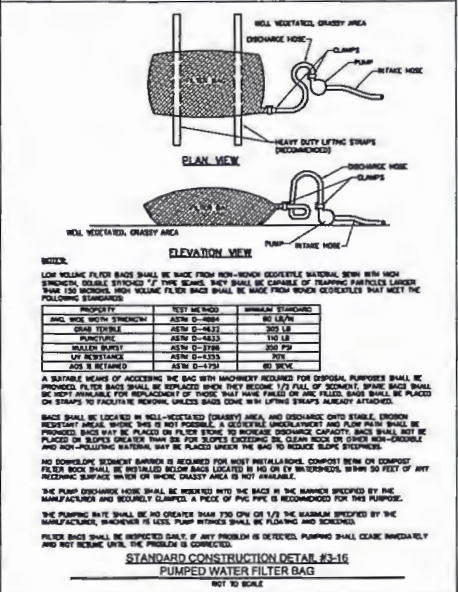 WELL VEGETATED, GRASSY AREA
DISCHARGE HOSE
CLAMPS
PUMP
INTAKE HOSE
FILTER BAG
HEAVY DUTY LIFTING STRAPS
(RECOMMENDED)
PLAN VIEW
DISCHARGE HOSE
CLAMPS
FILTER BAG
WELL VEGETATED, GRASSY AREA
PUMP
INTAKE HOSE
ELEVATION VIEW
NOTES:
LOW VOLUME FILTER BAGS SHALL BE MADE FROM NON-WOVEN GEOTEXTILE MATERIAL SEWN WITH HIGH
STRENGTH, DOUBLE STITCHED "J" TYPE SEAMS. THEY SHALL BE CAPABLE OF TRAPPING PARTICLES LARGER
THAN 150 MICRONS. HIGH VOLUME FILTER BAGS SHALL BE MADE FROM WOVEN GEOTEXTILES THAT MEET THE
FOLLOWING STANDARDS:
PROPERTY TEST METHOD MINIMUM STANDARD
AVG. WIDE WIDTH STRENGTH ASTM D-4884 60 LB/IN
GRAB TENSILE ASTM D-4632 205 LB
PUNCTURE ASTM D-4833 110 LB
MULLEN BURST ASTM D-3786 350 PSI
UV RESISTANCE ASTM D-4355 70%
AOS % RETAINED ASTM D-4751 80 SIEVE
A SUITABLE MEANS OF ACCESSING THE BAG WITH MACHINERY REQUIRED FOR DISPOSAL PURPOSES SHALL BE
PROVIDED. FILTER BAGS SHALL BE REPLACED WHEN THEY BECOME 1/2 FULL OF SEDIMENT. SPARE BAGS SHALL
BE KEPT AVAILABLE FOR REPLACEMENT OF THOSE THAT HAVE FAILED OR ARE FILLED. BAGS SHALL BE PLACED
ON STRAPS TO FACILITATE REMOVAL UNLESS BAGS COME WITH LIFTING STRAPS ALREADY ATTACHED.
BAGS SHALL BE LOCATED IN WELL-VEGETATED (GRASSY) AREA, AND DISCHARGE ONTO STABLE, EROSION
RESISTANT AREAS. WHERE THIS IS NOT POSSIBLE, A GEOTEXTILE UNDERLAYMENT AND FLOW PATH SHALL BE
PROVIDED. BAGS MAY BE PLACED ON FILTER STONE TO INCREASE DISCHARGE CAPACITY. BAGS SHALL NOT BE
PLACED ON SLOPES GREATER THAN 5%. FOR SLOPES EXCEEDING 5%, CLEAN ROCK OR OTHER NON-ERODIBLE
AND NON-POLLUTING MATERIAL MAY BE PLACED UNDER THE BAG TO REDUCE SLOPE STEEPNESS.
NO DOWNSLOPE SEDIMENT BARRIER IS REQUIRED FOR MOST INSTALLATIONS. COMPOST BERM OR COMPOST
FILTER SOCK SHALL BE INSTALLED BELOW BAGS LOCATED IN HQ OR EV WATERSHEDS, WITHIN 50 FEET OF ANY
RECEIVING SURFACE WATER OR WHERE GRASSY AREA IS NOT AVAILABLE.
THE PUMP DISCHARGE HOSE SHALL BE INSERTED INTO THE BAGS IN THE MANNER SPECIFIED BY THE
MANUFACTURER AND SECURELY CLAMPED. A PIECE OF PVC PIPE IS RECOMMENDED FOR THIS PURPOSE.
THE PUMPING RATE SHALL BE NO GREATER THAN 750 GPM OR 1/2 THE MAXIMUM SPECIFIED BY THE
MANUFACTURER, WHICHEVER IS LESS. PUMP INTAKES SHALL BE FLOATING AND SCREENED.
FILTER BAGS SHALL BE INSPECTED DAILY. IF ANY PROBLEM IS DETECTED, PUMPING SHALL CEASE IMMEDIATELY
AND NOT RESUME UNTIL THE PROBLEM IS CORRECTED.
STANDARD CONSTRUCTION DETAIL #3-16
PUMPED WATER FILTER BAG
NOT TO SCALE